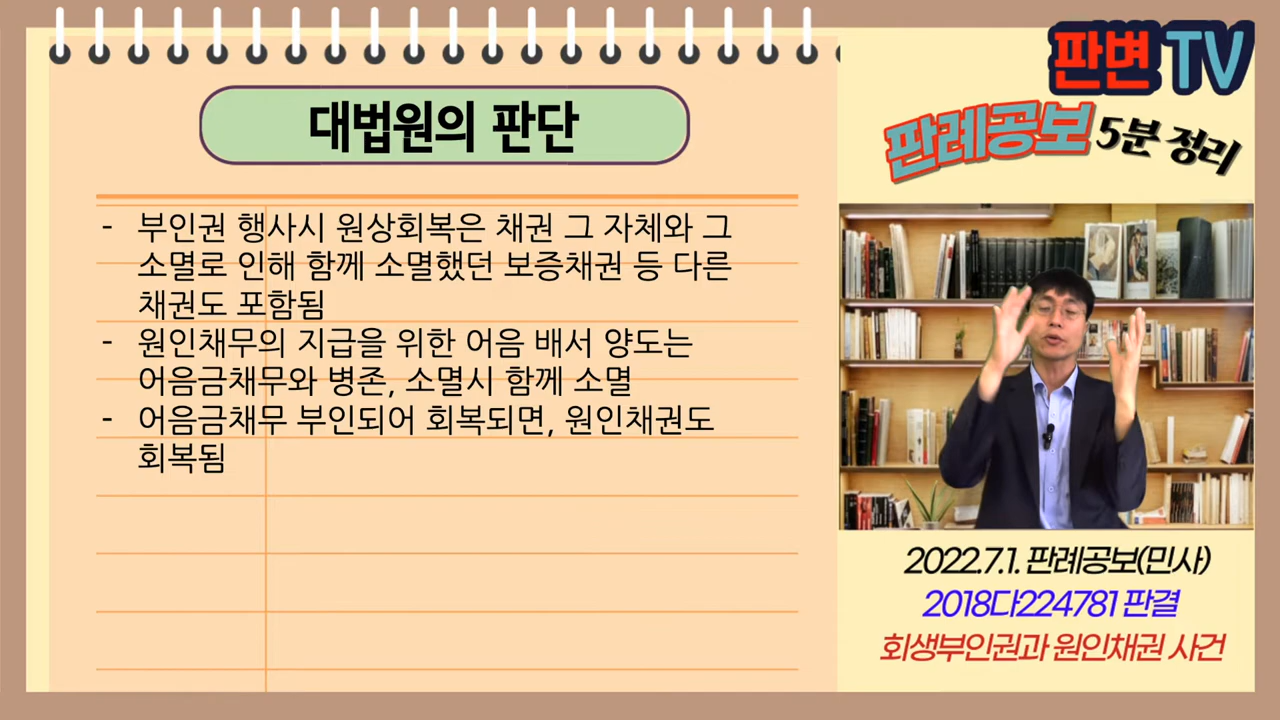 대법원의 판단
- 부인권 행사시 원상회복은 채권 그 자체와 그
소멸로 인해 함께 소멸했던 보증채권 등 다른
채권도 포함됨
- 원인채무의 지급을 위한 어음 배서 양도는
어음금채무와 병존, 소멸시 함께 소멸
- 어음금채무 부인되어 회복되면, 원인채권도
회복됨
판변 TV
판례공보 5분 정리
2022.7.1. 판례공보(민사)
2018다224781 판결
회생부인권과 원인채권 사건